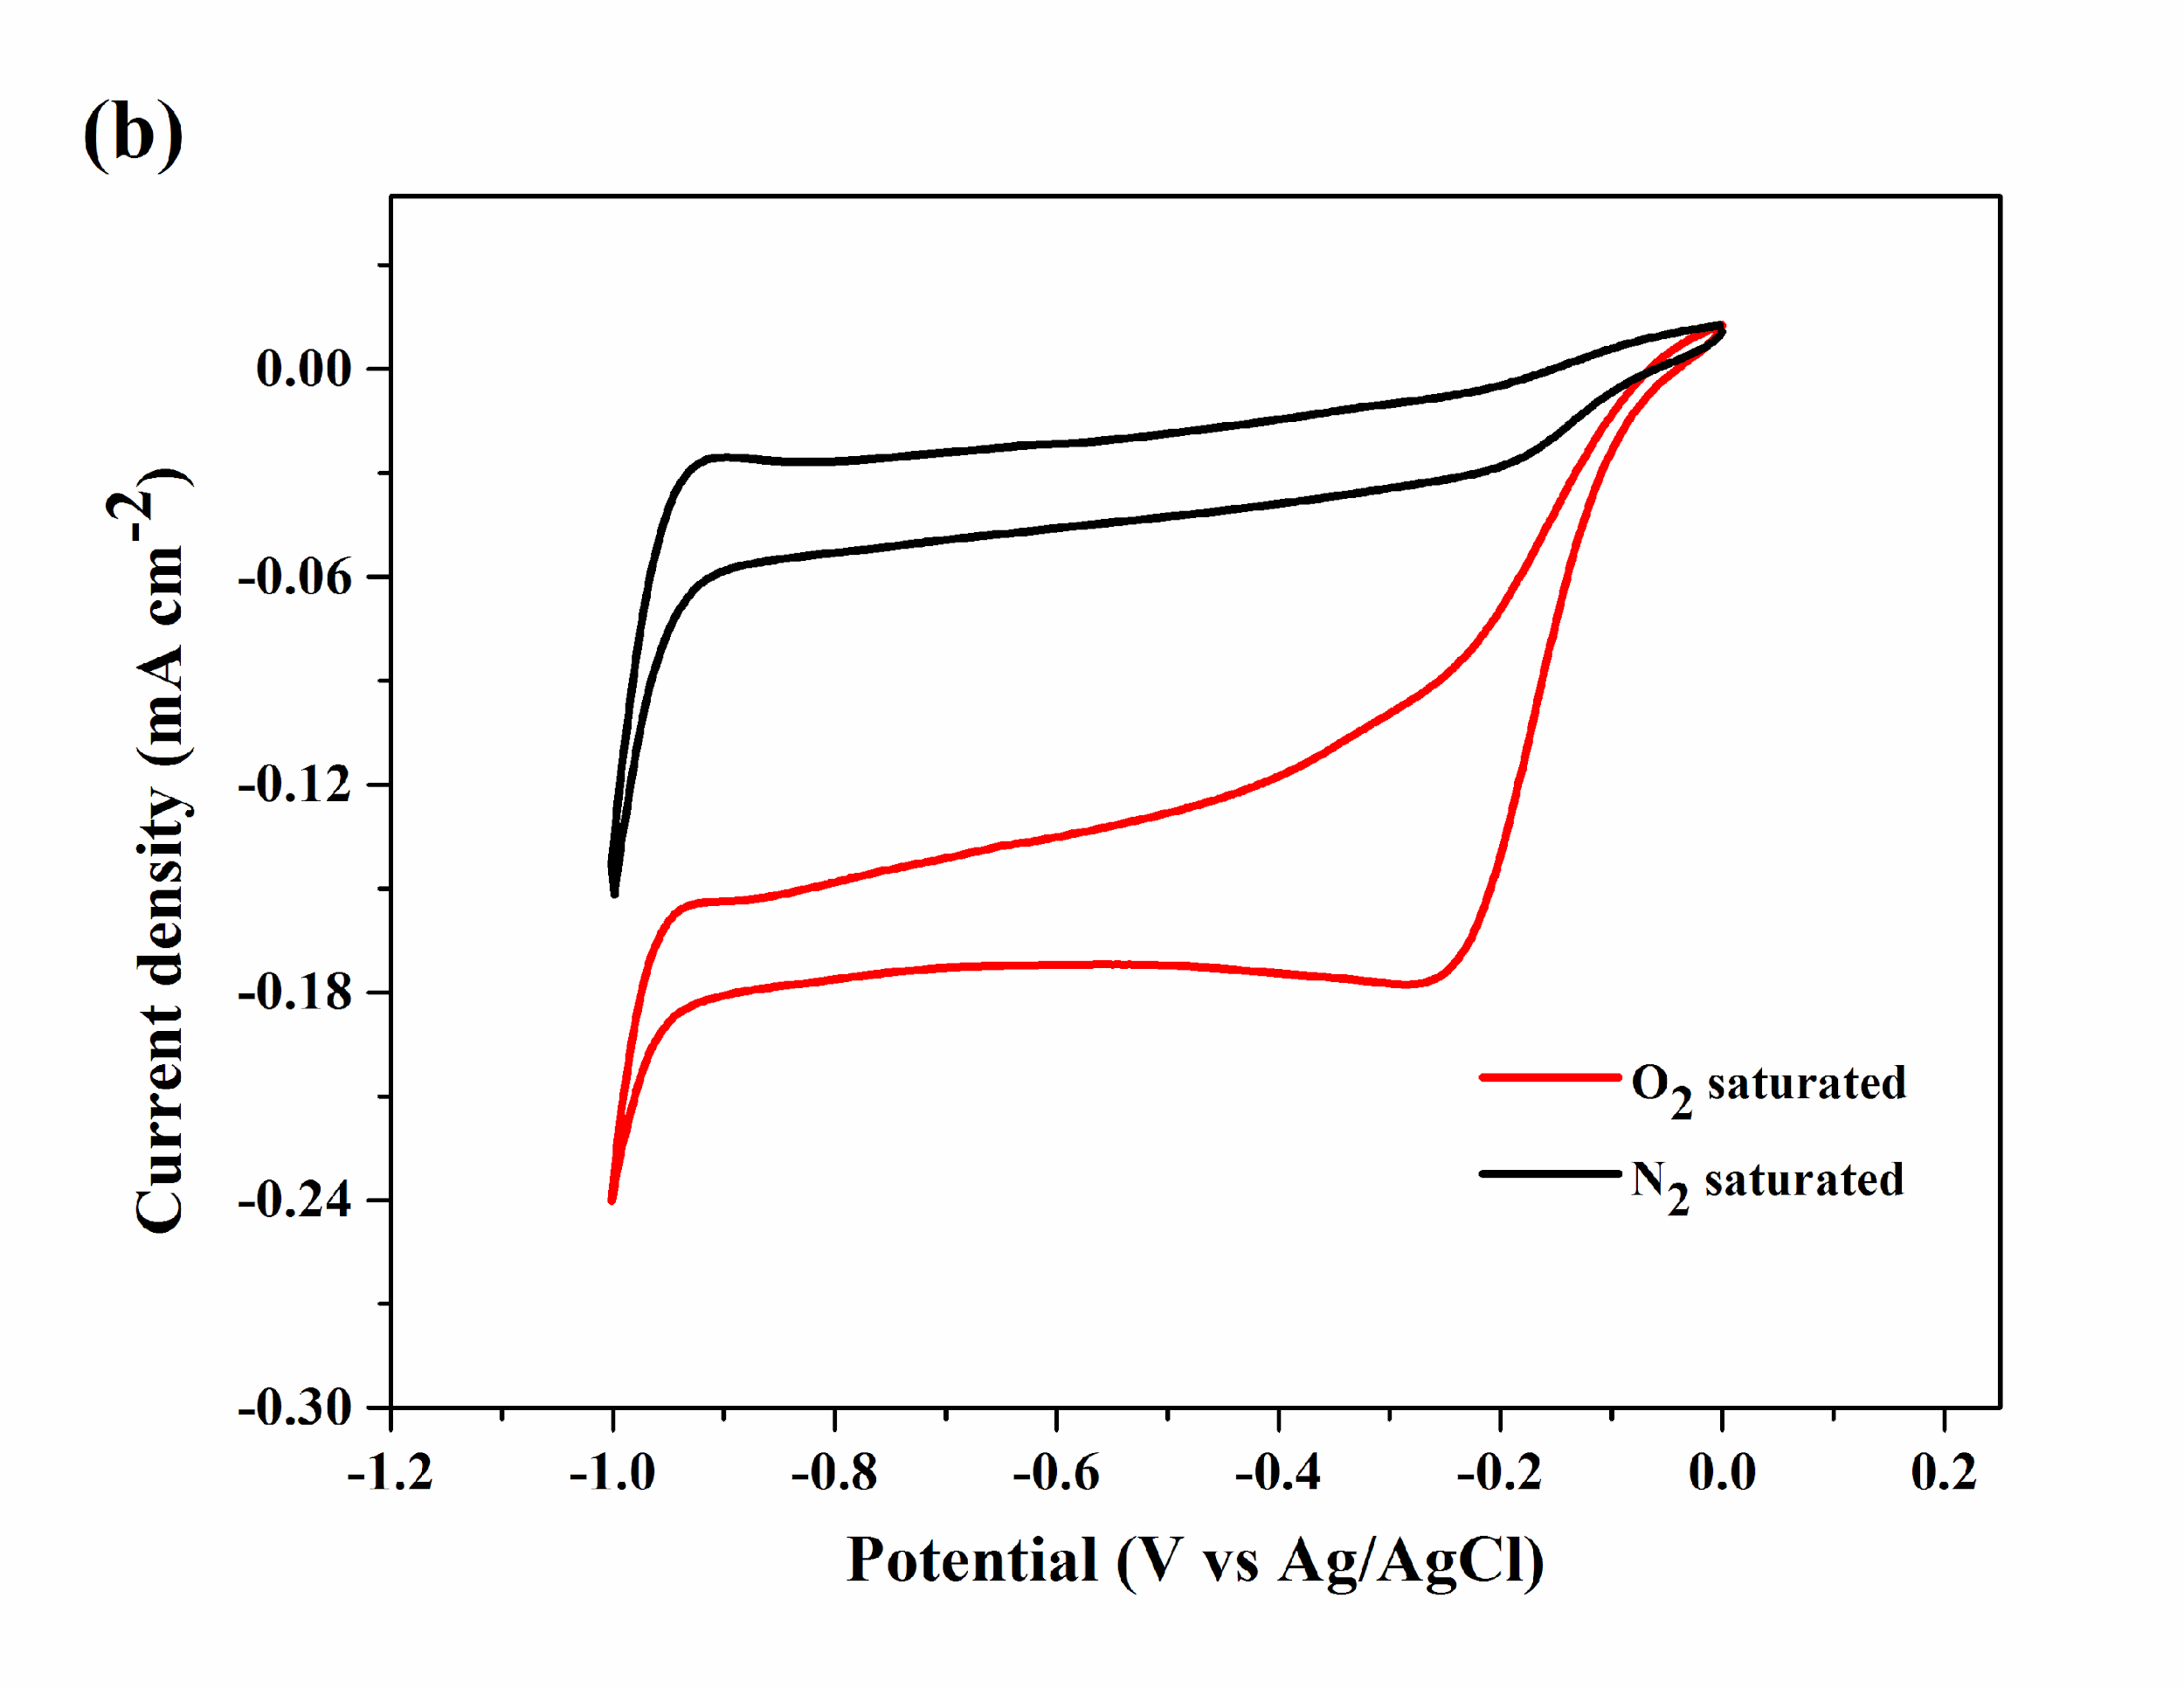 (b)
Current density (mA cm-2)
0.00
-0.06
-0.12
-0.18
-0.24
-0.30
O2 saturated
N2 saturated
-1.2 -1.0 -0.8 -0.6 -0.4 -0.2 0.0 0.2
Potential (V vs Ag/AgCl)